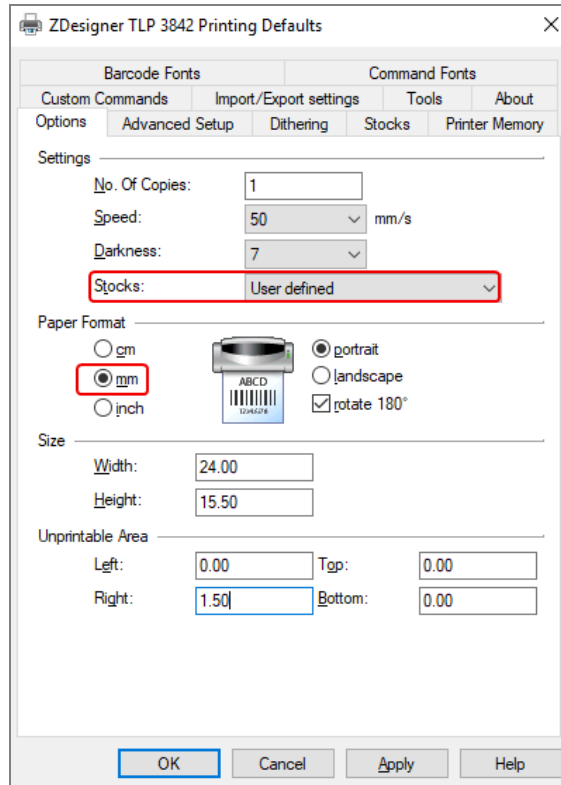 ZDesigner TLP 3842 Printing Defaults
Barcode Fonts Command Fonts
Custom Commands Import/Export settings Tools About
Options Advanced Setup Dithering Stocks Printer Memory
Settings
No. Of Copies: 1
Speed: 50 mm/s
Darkness: 7
Stocks: User defined
Paper Format
cm portrait
mm landscape
inch rotate 180°
ABCD
12345678
Size
Width: 24.00
Height: 15.50
Unprintable Area
Left: 0.00 Top: 0.00
Right: 1.50 Bottom: 0.00
OK Cancel Apply Help